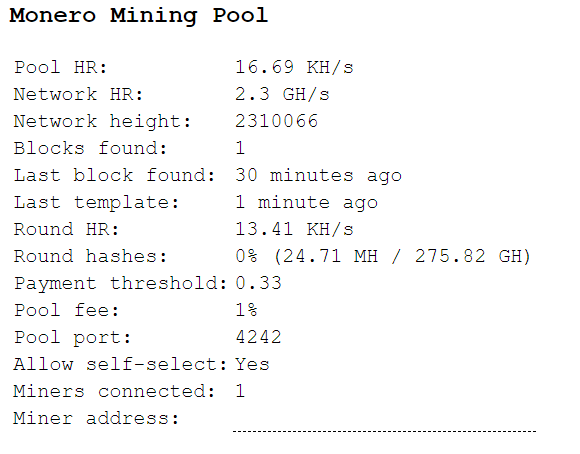 Monero Mining Pool
Pool HR: 16.69 KH/s
Network HR: 2.3 GH/s
Network height: 2310066
Blocks found: 1
Last block found: 30 minutes ago
Last template: 1 minute ago
Round HR: 13.41 KH/s
Round hashes: 0% (24.71 MH / 275.82 GH)
Payment threshold: 0.33
Pool fee: 1%
Pool port: 4242
Allow self-select: Yes
Miners connected: 1
Miner address: